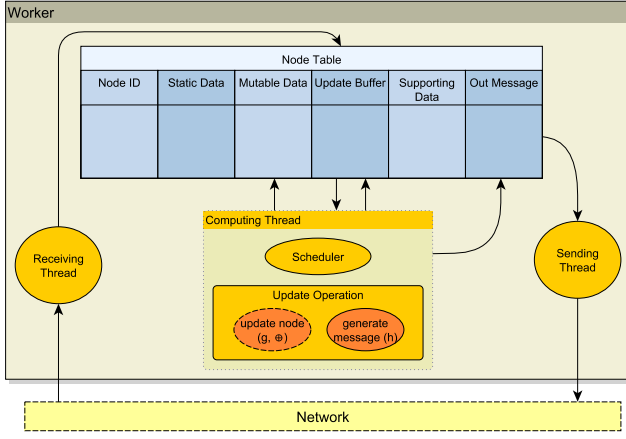 Worker
Node Table
Node ID
Static Data
Mutable Data
Update Buffer
Supporting
Data
Out Message
Computing Thread
Scheduler
Update Operation
update node
(g, ⊕)
generate
message (h)
Receiving
Thread
Sending
Thread
Network